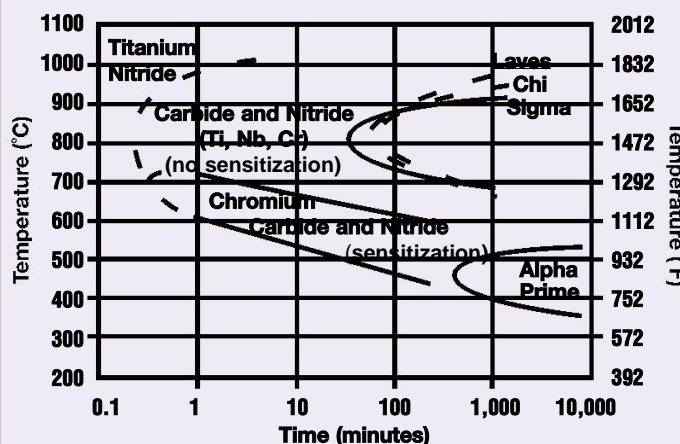 1100
1000
900
800
700
600
500
400
300
200
Temperature (°C)
2012
1832
1652
1472
1292
1112
932
752
572
392
Temperature (°F)
0.1
1
10
100
1,000
10,000
Time (minutes)
Titanium
Nitride
Carbide and Nitride
(Ti, Nb, Cr)
(no sensitization)
Chromium
Carbide and Nitride
(sensitization)
Laves
Chi
Sigma
Alpha
Prime